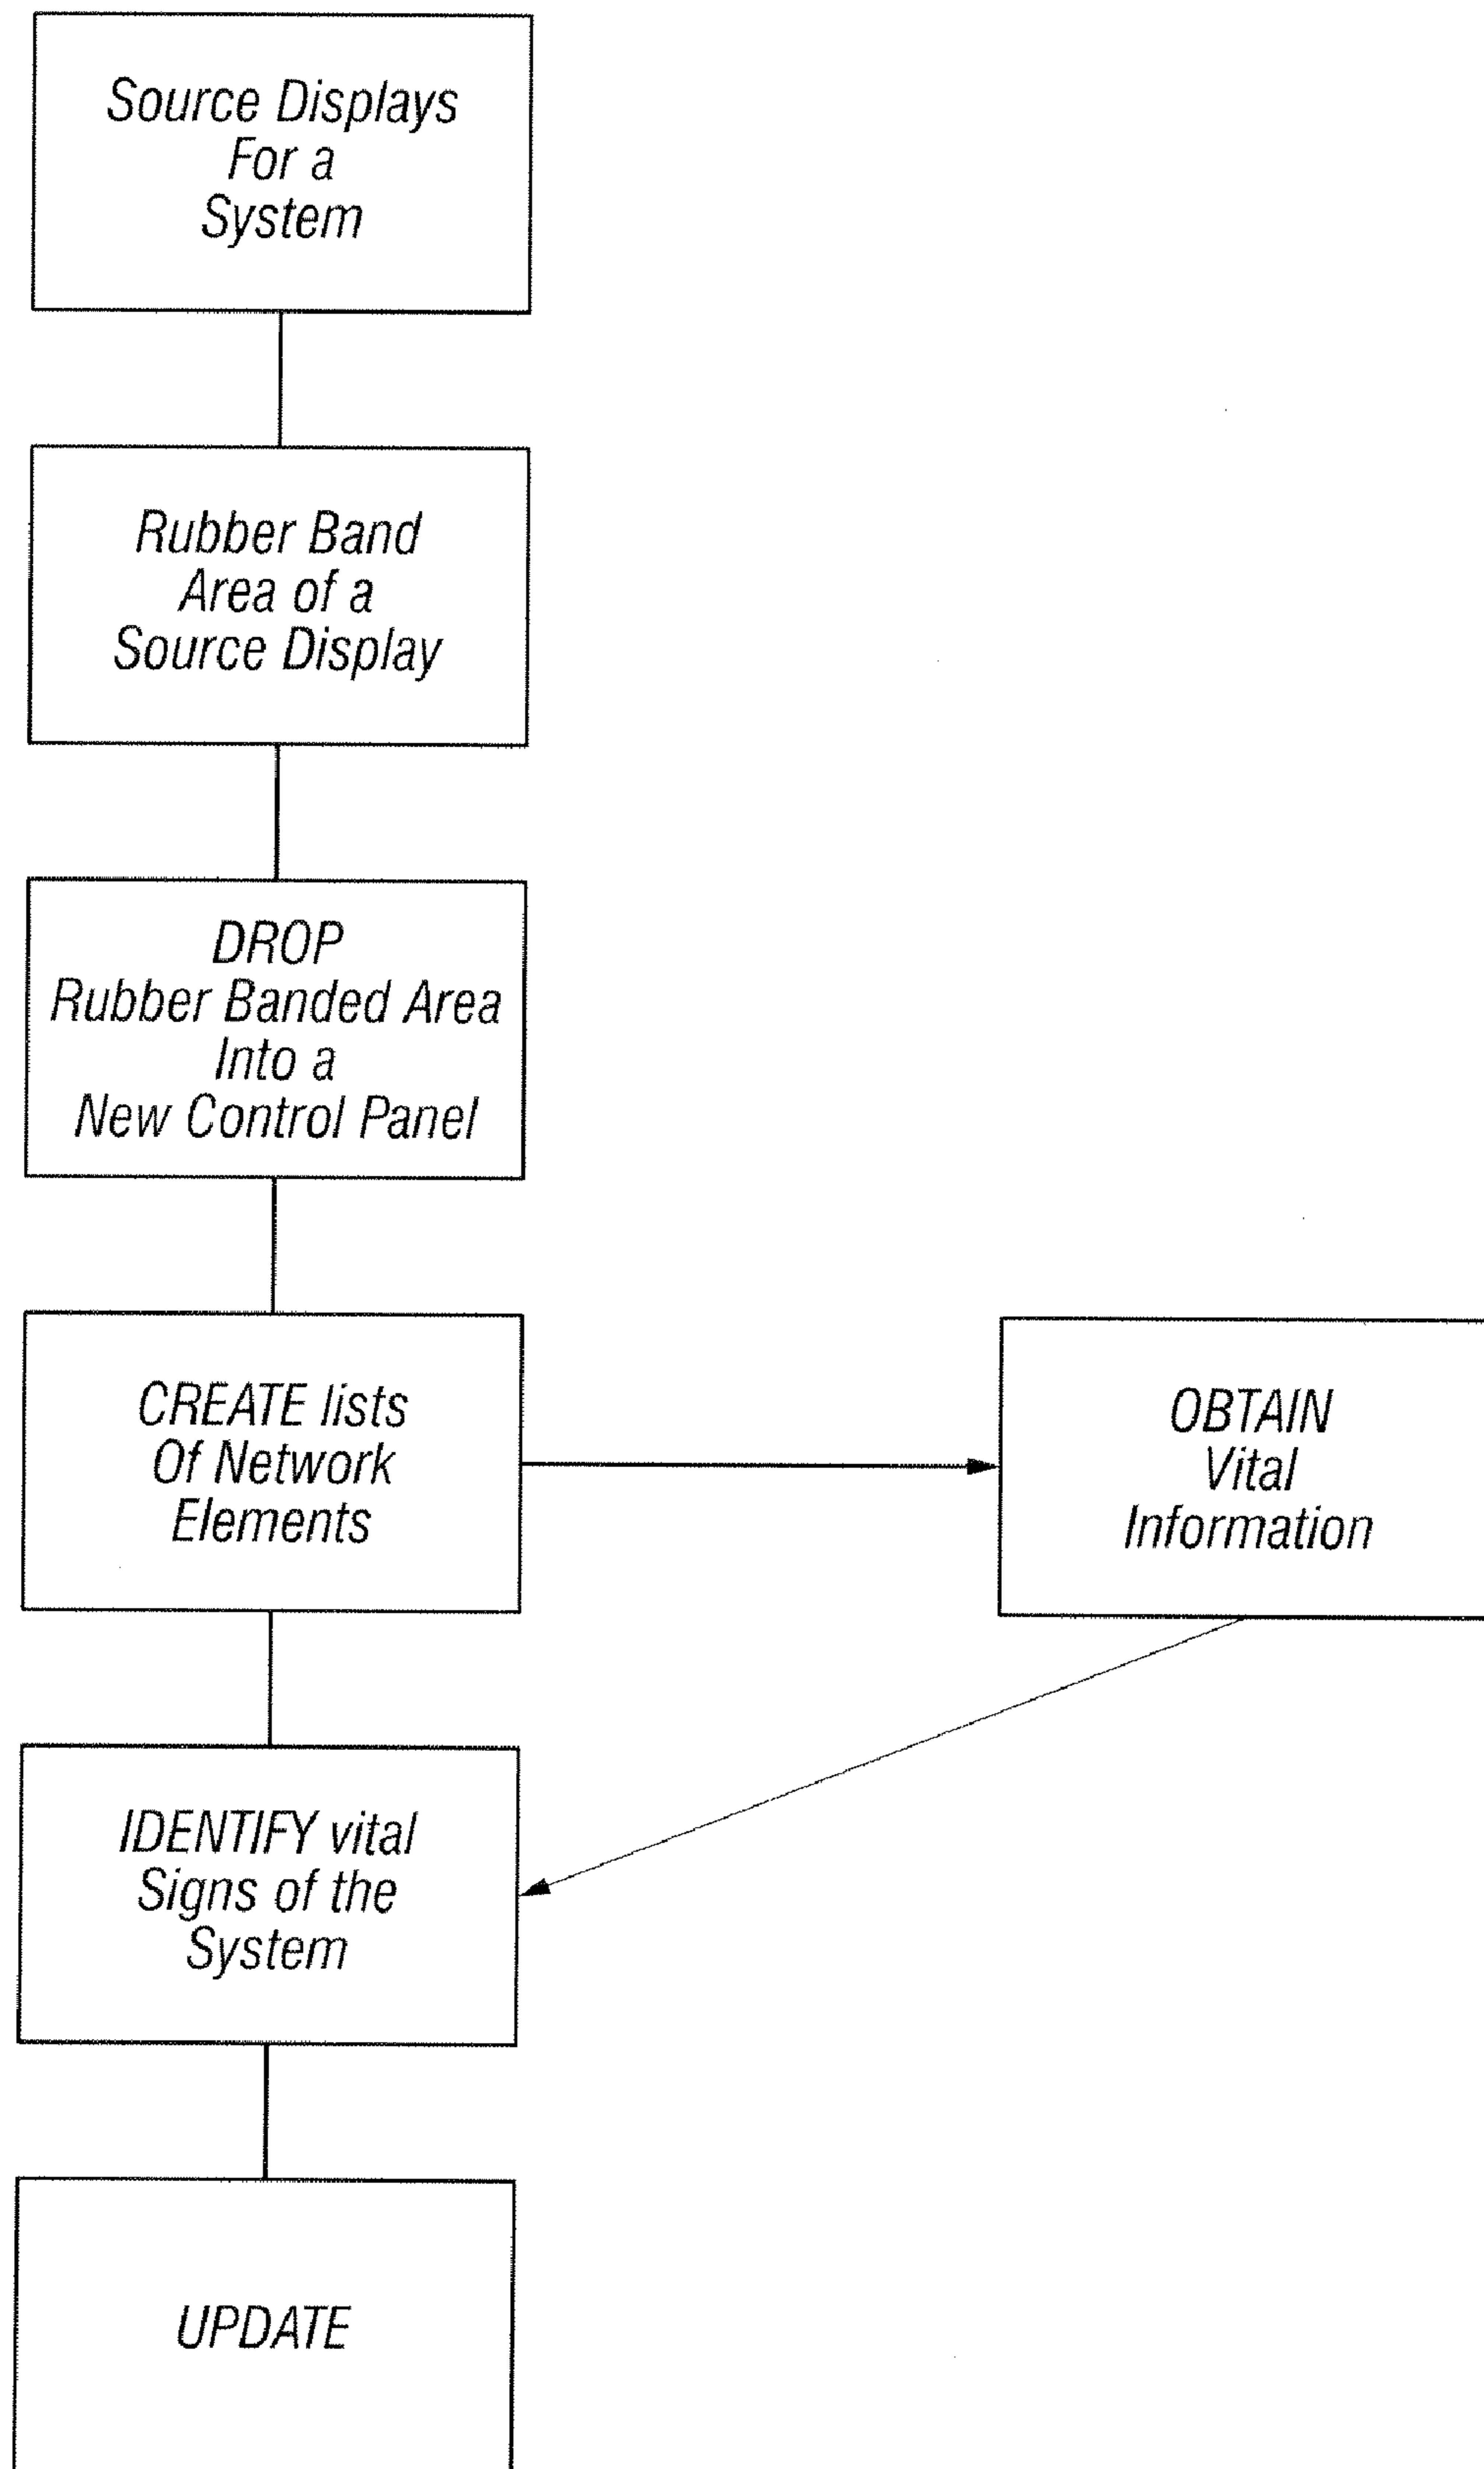 Source Displays
For a
System
Rubber Band
Area of a
Source Display
DROP
Rubber Banded Area
Into a
New Control Panel
CREATE lists
Of Network
Elements
OBTAIN
Vital
Information
IDENTIFY vital
Signs of the
System
UPDATE